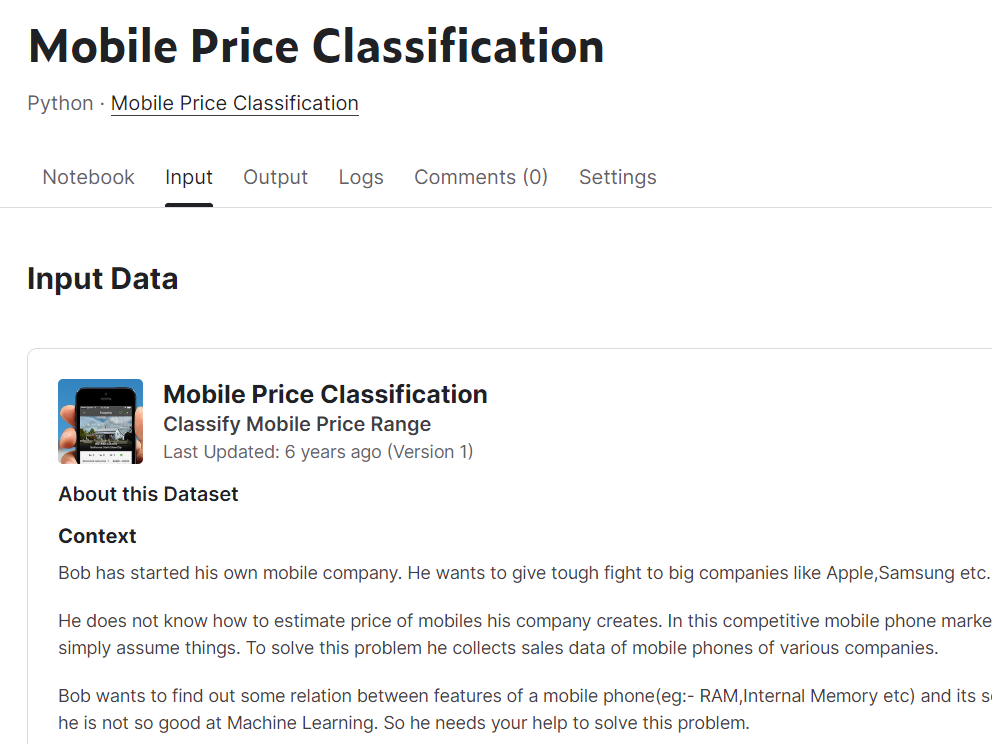 Mobile Price Classification
Python · Mobile Price Classification
Notebook Input Output Logs Comments (0) Settings
Input Data
Mobile Price Classification
Classify Mobile Price Range
Last Updated: 6 years ago (Version 1)
About this Dataset
Context
Bob has started his own mobile company. He wants to give tough fight to big companies like Apple,Samsung etc.
He does not know how to estimate price of mobiles his company creates. In this competitive mobile phone marke
simply assume things. To solve this problem he collects sales data of mobile phones of various companies.
Bob wants to find out some relation between features of a mobile phone(eg:- RAM,Internal Memory etc) and its s
he is not so good at Machine Learning. So he needs your help to solve this problem.